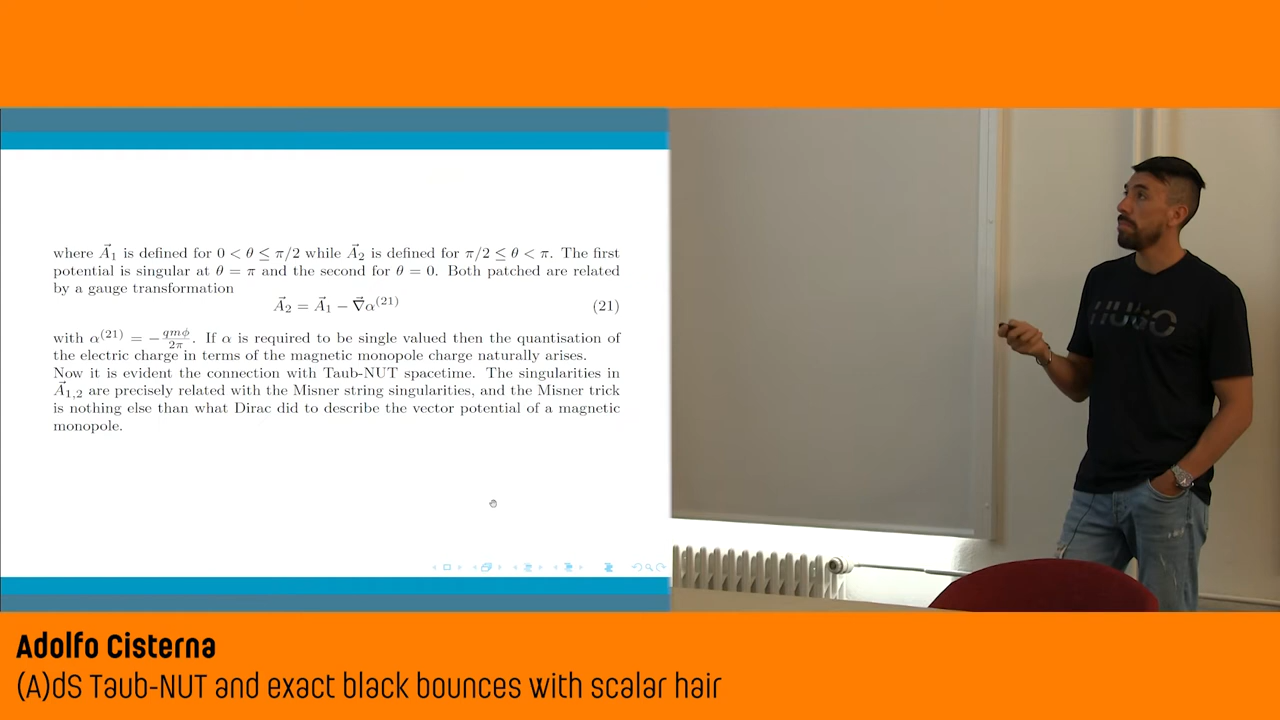 where $\vec{A}_1$ is defined for $0 < \theta \leq \pi/2$ while $\vec{A}_2$ is defined for $\pi/2 \leq \theta < \pi$. The first
potential is singular at $\theta = \pi$ and the second for $\theta = 0$. Both patched are related
by a gauge transformation
$\vec{A}_2 = \vec{A}_1 - \vec{\nabla}\alpha^{(21)}$ (21)
with $\alpha^{(21)} = -\frac{qm\phi}{2\pi}$. If $\alpha$ is required to be single valued then the quantisation of
the electric charge in terms of the magnetic monopole charge naturally arises.
Now it is evident the connection with Taub-NUT spacetime. The singularities in
$\vec{A}_{1,2}$ are precisely related with the Misner string singularities, and the Misner trick
is nothing else than what Dirac did to describe the vector potential of a magnetic
monopole.
HUGO
Adolfo Cisterna
(A)dS Taub-NUT and exact black bounces with scalar hair